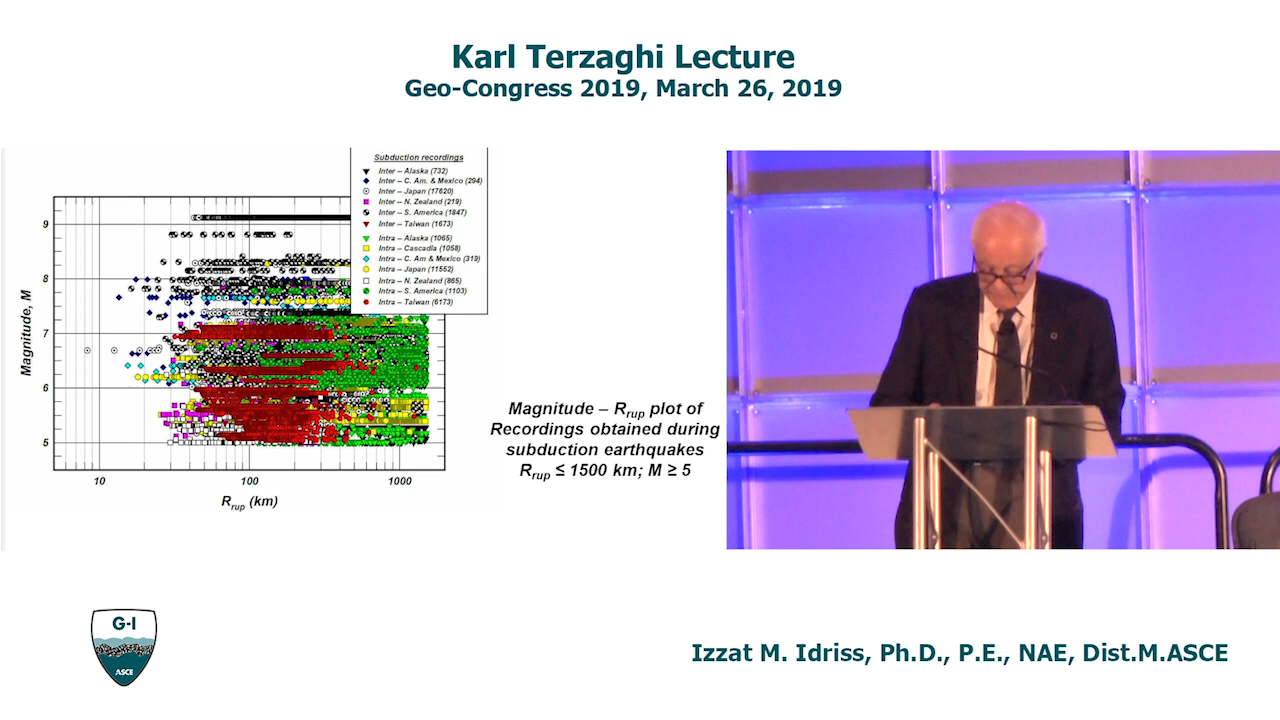 Karl Terzaghi Lecture
Geo-Congress 2019, March 26, 2019
Subduction recordings
Inter – Alaska (732)
Inter – C. Am. & Mexico (294)
Inter – Japan (17620)
Inter – N. Zealand (219)
Inter – S. America (1847)
Inter – Taiwan (1673)
Intra – Alaska (1065)
Intra – Cascadia (1058)
Intra – C. Am & Mexico (319)
Intra – Japan (11552)
Intra – N. Zealand (865)
Intra – S. America (1103)
Intra – Taiwan (6173)
Magnitude, M
9
8
7
6
5
10
100
1000
Rrup (km)
Magnitude – Rrup plot of
Recordings obtained during
subduction earthquakes
Rrup ≤ 1500 km; M ≥ 5
G-I
ASCE
Izzat M. Idriss, Ph.D., P.E., NAE, Dist.M.ASCE